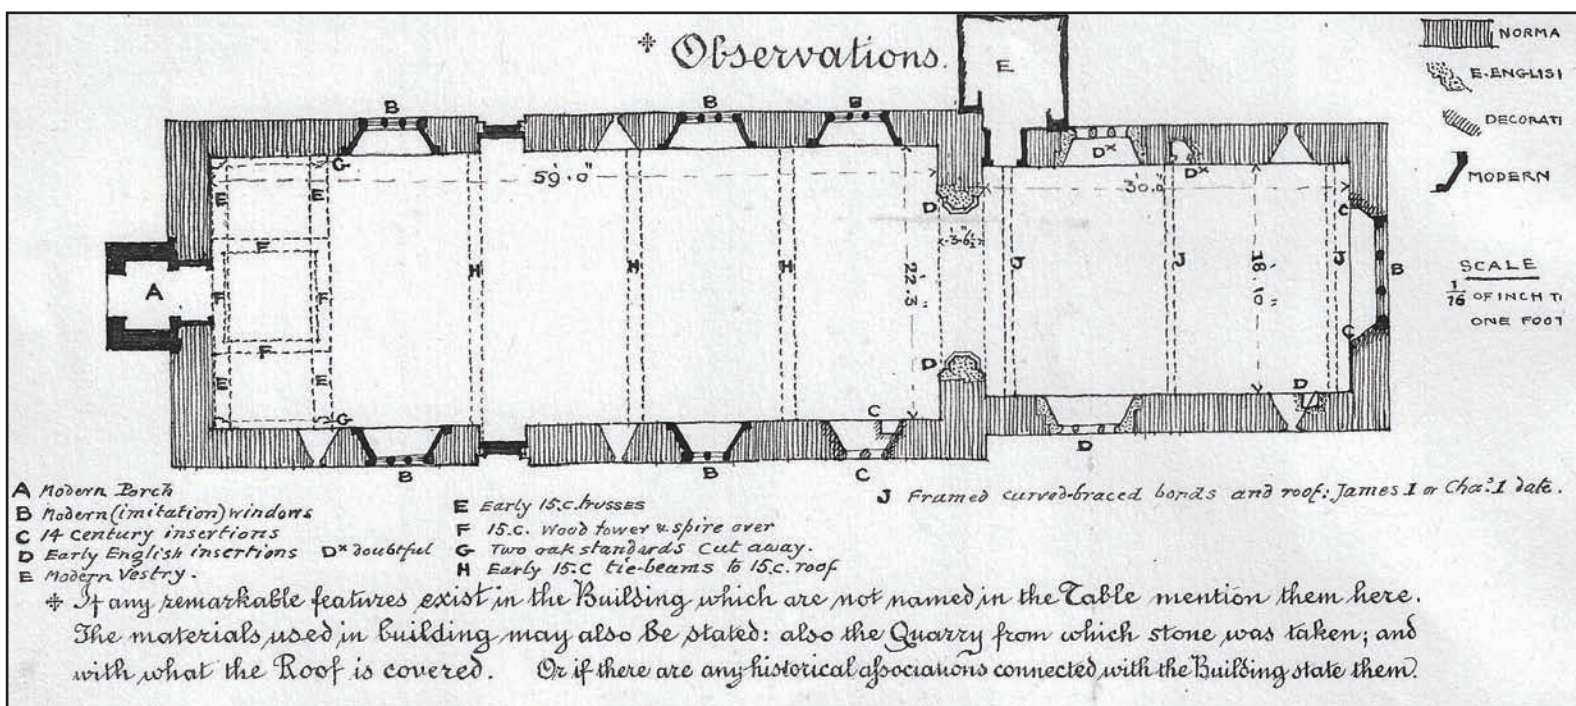 * Observations.
NORMA
E. ENGLISI
DECORATI
MODERN
SCALE
1/16 OF INCH T
ONE FOOT
E
B
B
B
G
E
E
59'.0"
D^x
D^x
30'.0"
D
C
F
F
F
H
H
H
22'.3"
3'.6½"
J
J
J
18'.10"
B
A
F
E
E
G
D
C
C
D
B
B
C
D
A Modern Porch
B Modern (imitation) windows
C 14 Century insertions
D Early English insertions D^x doubtful
E Modern Vestry.
E Early 15.c. trusses
F 15.c. Wood tower & spire over
G Two oak standards cut away.
H Early 15.c tie-beams to 15.c. roof
J Framed curved-braced bonds and roof: James 1 or Chaˢ. 1 date.
* If any remarkable features exist in the Building which are not named in the Table mention them here.
The materials used in building may also be stated: also the Quarry from which stone was taken; and
with what the Roof is covered. Or if there are any historical associations connected with the Building state them.